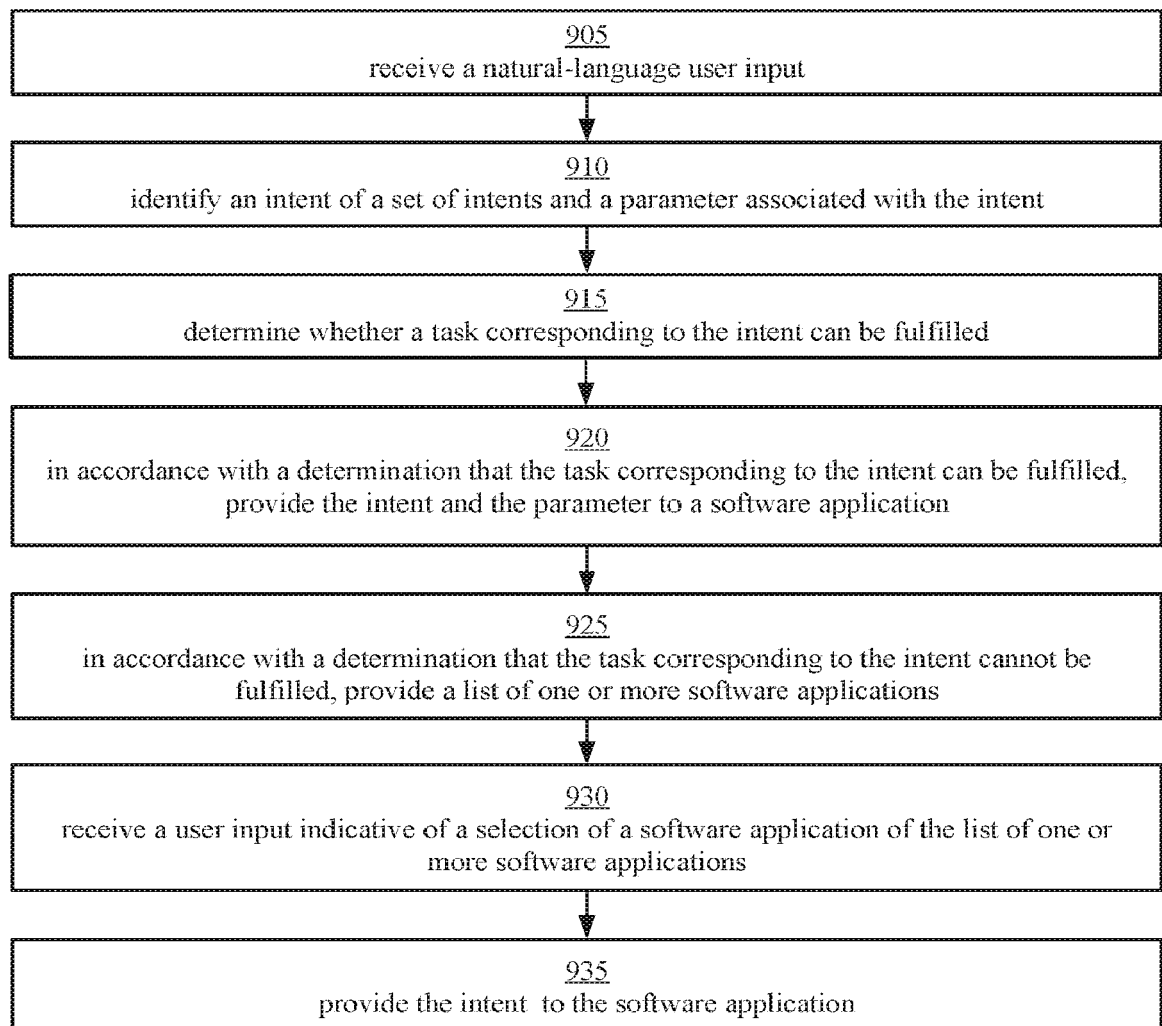 905
receive a natural-language user input
910
identify an intent of a set of intents and a parameter associated with the intent
915
determine whether a task corresponding to the intent can be fulfilled
920
in accordance with a determination that the task corresponding to the intent can be fulfilled,
provide the intent and the parameter to a software application
925
in accordance with a determination that the task corresponding to the intent cannot be
fulfilled, provide a list of one or more software applications
930
receive a user input indicative of a selection of a software application of the list of one or
more software applications
935
provide the intent to the software application